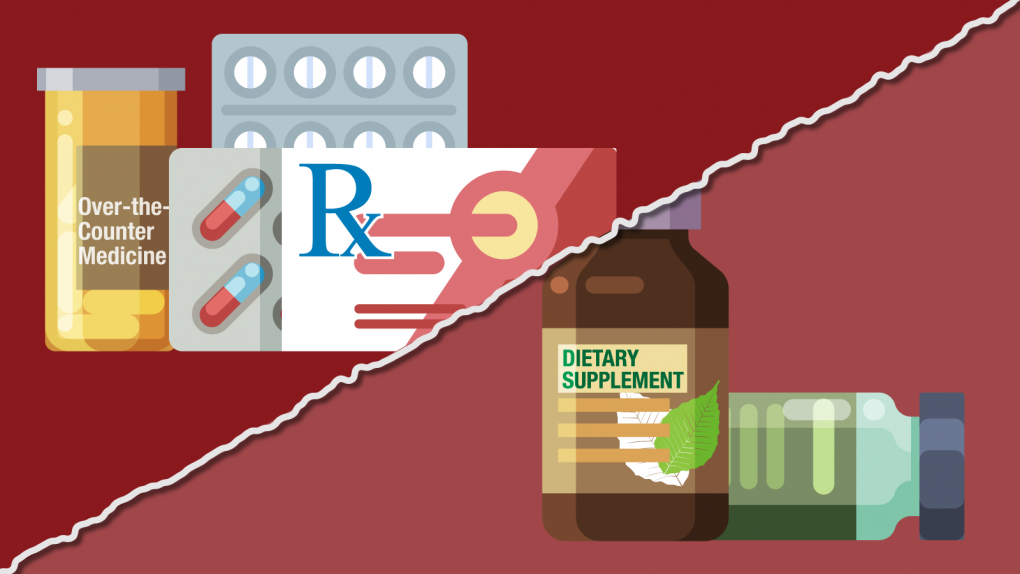 Over-the-
Counter
Medicine
Rx
DIETARY
SUPPLEMENT